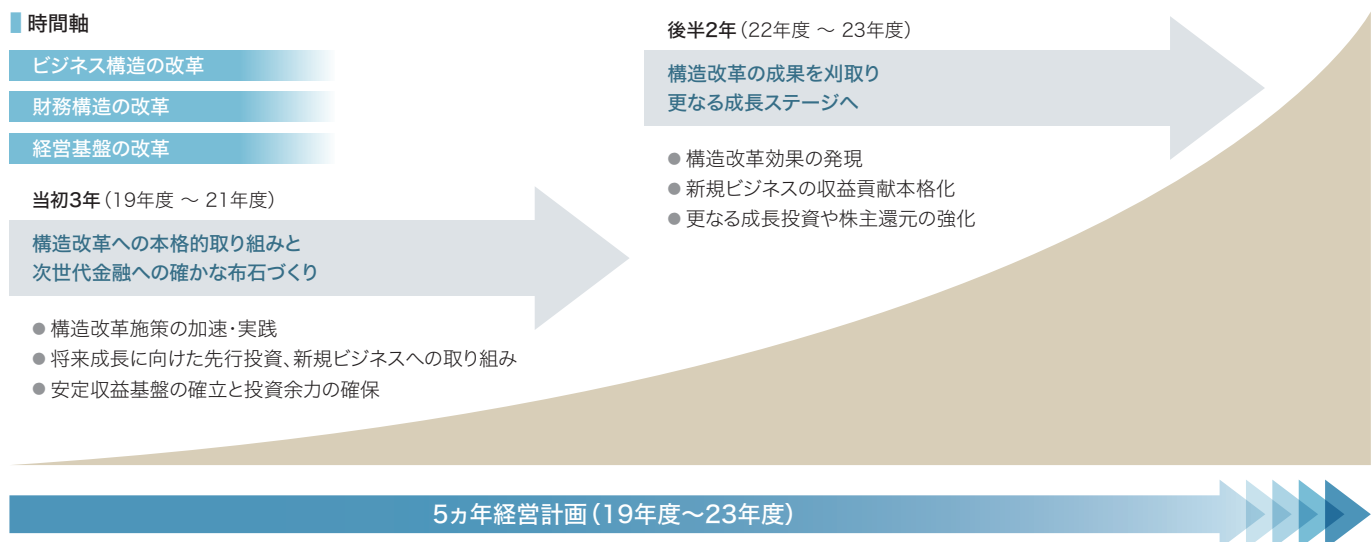 時間軸
ビジネス構造の改革
財務構造の改革
経営基盤の改革
当初3年(19年度 ～ 21年度)
構造改革への本格的取り組みと
次世代金融への確かな布石づくり
● 構造改革施策の加速・実践
● 将来成長に向けた先行投資、新規ビジネスへの取り組み
● 安定収益基盤の確立と投資余力の確保
後半2年(22年度 ～ 23年度)
構造改革の成果を刈取り
更なる成長ステージへ
● 構造改革効果の発現
● 新規ビジネスの収益貢献本格化
● 更なる成長投資や株主還元の強化
5ヵ年経営計画(19年度～23年度)